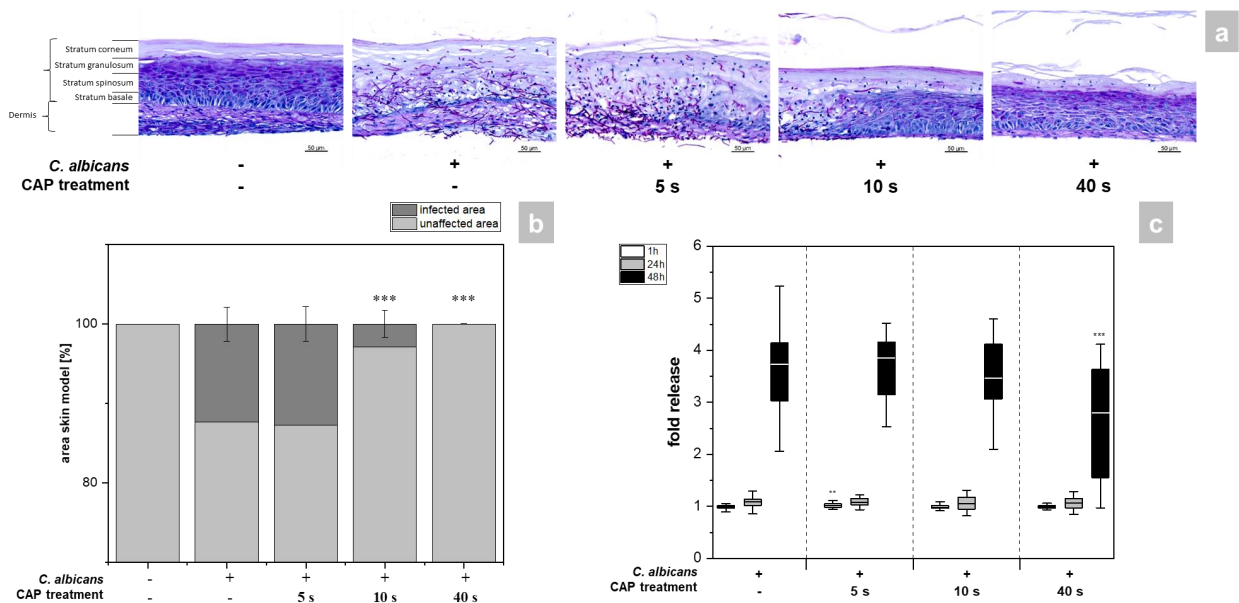 a
Stratum corneum
Stratum granulosum
Stratum spinosum
Stratum basale
Dermis
50 µm 50 µm 50 µm 50 µm 50 µm
C. albicans - + + + +
CAP treatment - - 5 s 10 s 40 s
b
infected area
unaffected area
*** ***
100
80
area skin model [%]
C. albicans - + + + +
CAP treatment - - 5 s 10 s 40 s
c
1h
24h
48h
6
5
4
3
2
1
0
fold release
***
**
C. albicans + + + +
CAP treatment - 5 s 10 s 40 s